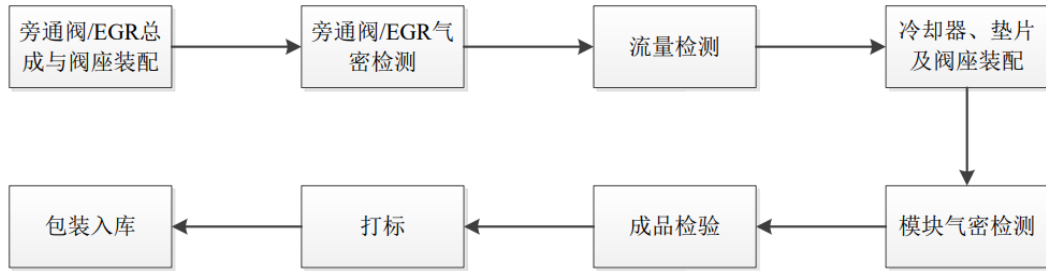 旁通阀/EGR总
成与阀座装配
旁通阀/EGR气
密检测
流量检测
冷却器、垫片
及阀座装配
模块气密检测
成品检验
打标
包装入库